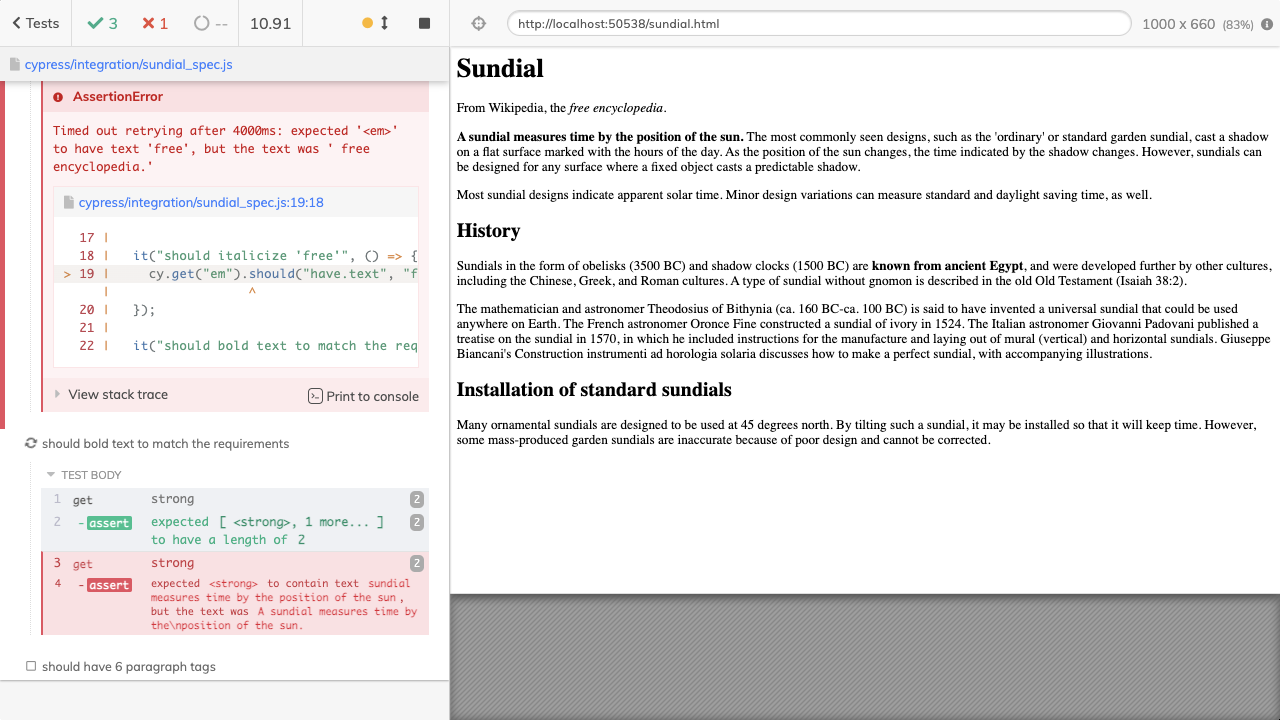 Tests 3 1 -- 10.91
http://localhost:50538/sundial.html 1000 x 660 (83%)
cypress/integration/sundial_spec.js
AssertionError
Timed out retrying after 4000ms: expected '<em>'
to have text 'free', but the text was ' free
encyclopedia.'
cypress/integration/sundial_spec.js:19:18
17 |
18 | it("should italicize 'free'", () => {
> 19 | cy.get("em").should("have.text", "f
| ^
20 | });
21 |
22 | it("should bold text to match the req
View stack trace
Print to console
should bold text to match the requirements
TEST BODY
1 get strong 2
2 -assert expected [ <strong>, 1 more... ] 2
to have a length of 2
3 get strong 2
4 -assert expected <strong> to contain text sundial
measures time by the position of the sun,
but the text was A sundial measures time by
the\nposition of the sun.
should have 6 paragraph tags
Sundial
From Wikipedia, the free encyclopedia.
A sundial measures time by the position of the sun. The most commonly seen designs, such as the 'ordinary' or standard garden sundial, cast a shadow
on a flat surface marked with the hours of the day. As the position of the sun changes, the time indicated by the shadow changes. However, sundials can
be designed for any surface where a fixed object casts a predictable shadow.
Most sundial designs indicate apparent solar time. Minor design variations can measure standard and daylight saving time, as well.
History
Sundials in the form of obelisks (3500 BC) and shadow clocks (1500 BC) are known from ancient Egypt, and were developed further by other cultures,
including the Chinese, Greek, and Roman cultures. A type of sundial without gnomon is described in the old Old Testament (Isaiah 38:2).
The mathematician and astronomer Theodosius of Bithynia (ca. 160 BC-ca. 100 BC) is said to have invented a universal sundial that could be used
anywhere on Earth. The French astronomer Oronce Fine constructed a sundial of ivory in 1524. The Italian astronomer Giovanni Padovani published a
treatise on the sundial in 1570, in which he included instructions for the manufacture and laying out of mural (vertical) and horizontal sundials. Giuseppe
Biancani's Construction instrumenti ad horologia solaria discusses how to make a perfect sundial, with accompanying illustrations.
Installation of standard sundials
Many ornamental sundials are designed to be used at 45 degrees north. By tilting such a sundial, it may be installed so that it will keep time. However,
some mass-produced garden sundials are inaccurate because of poor design and cannot be corrected.